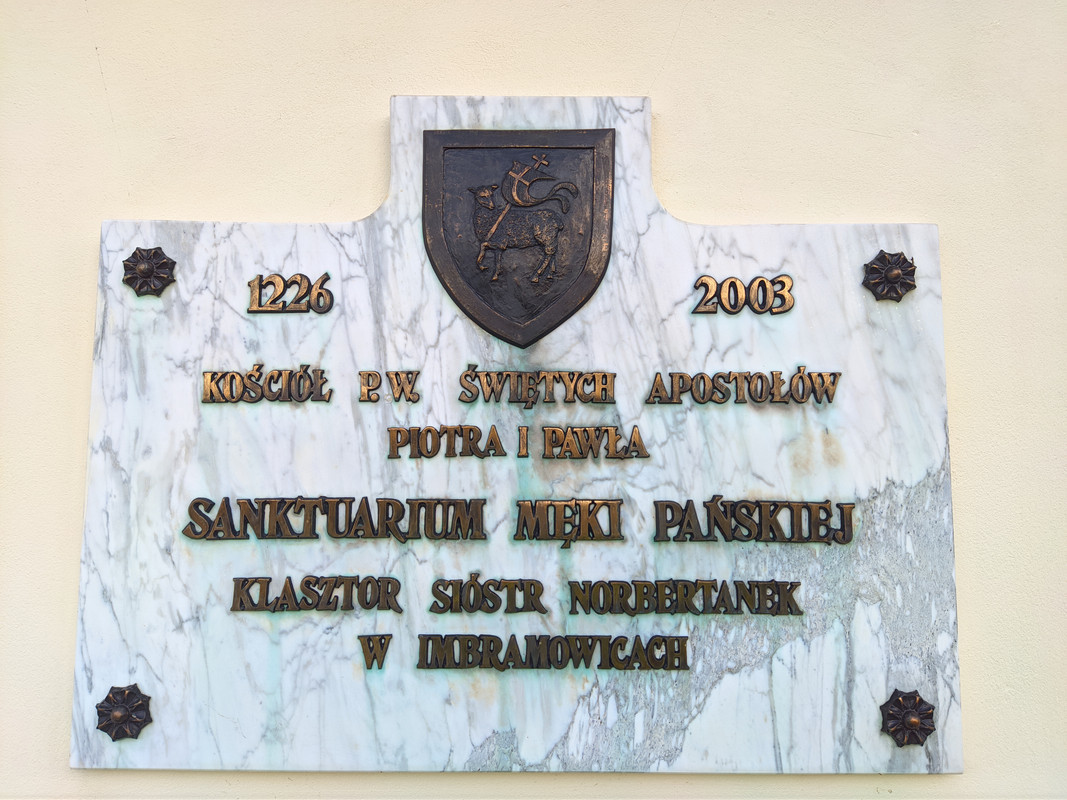 1226 2003
KOŚCIÓŁ P.W. ŚWIĘTYCH APOSTOŁÓW
PIOTRA I PAWŁA
SANKTUARIUM MĘKI PAŃSKIEJ
KLASZTOR SIÓSTR NORBERTANEK
W IMBRAMOWICACH